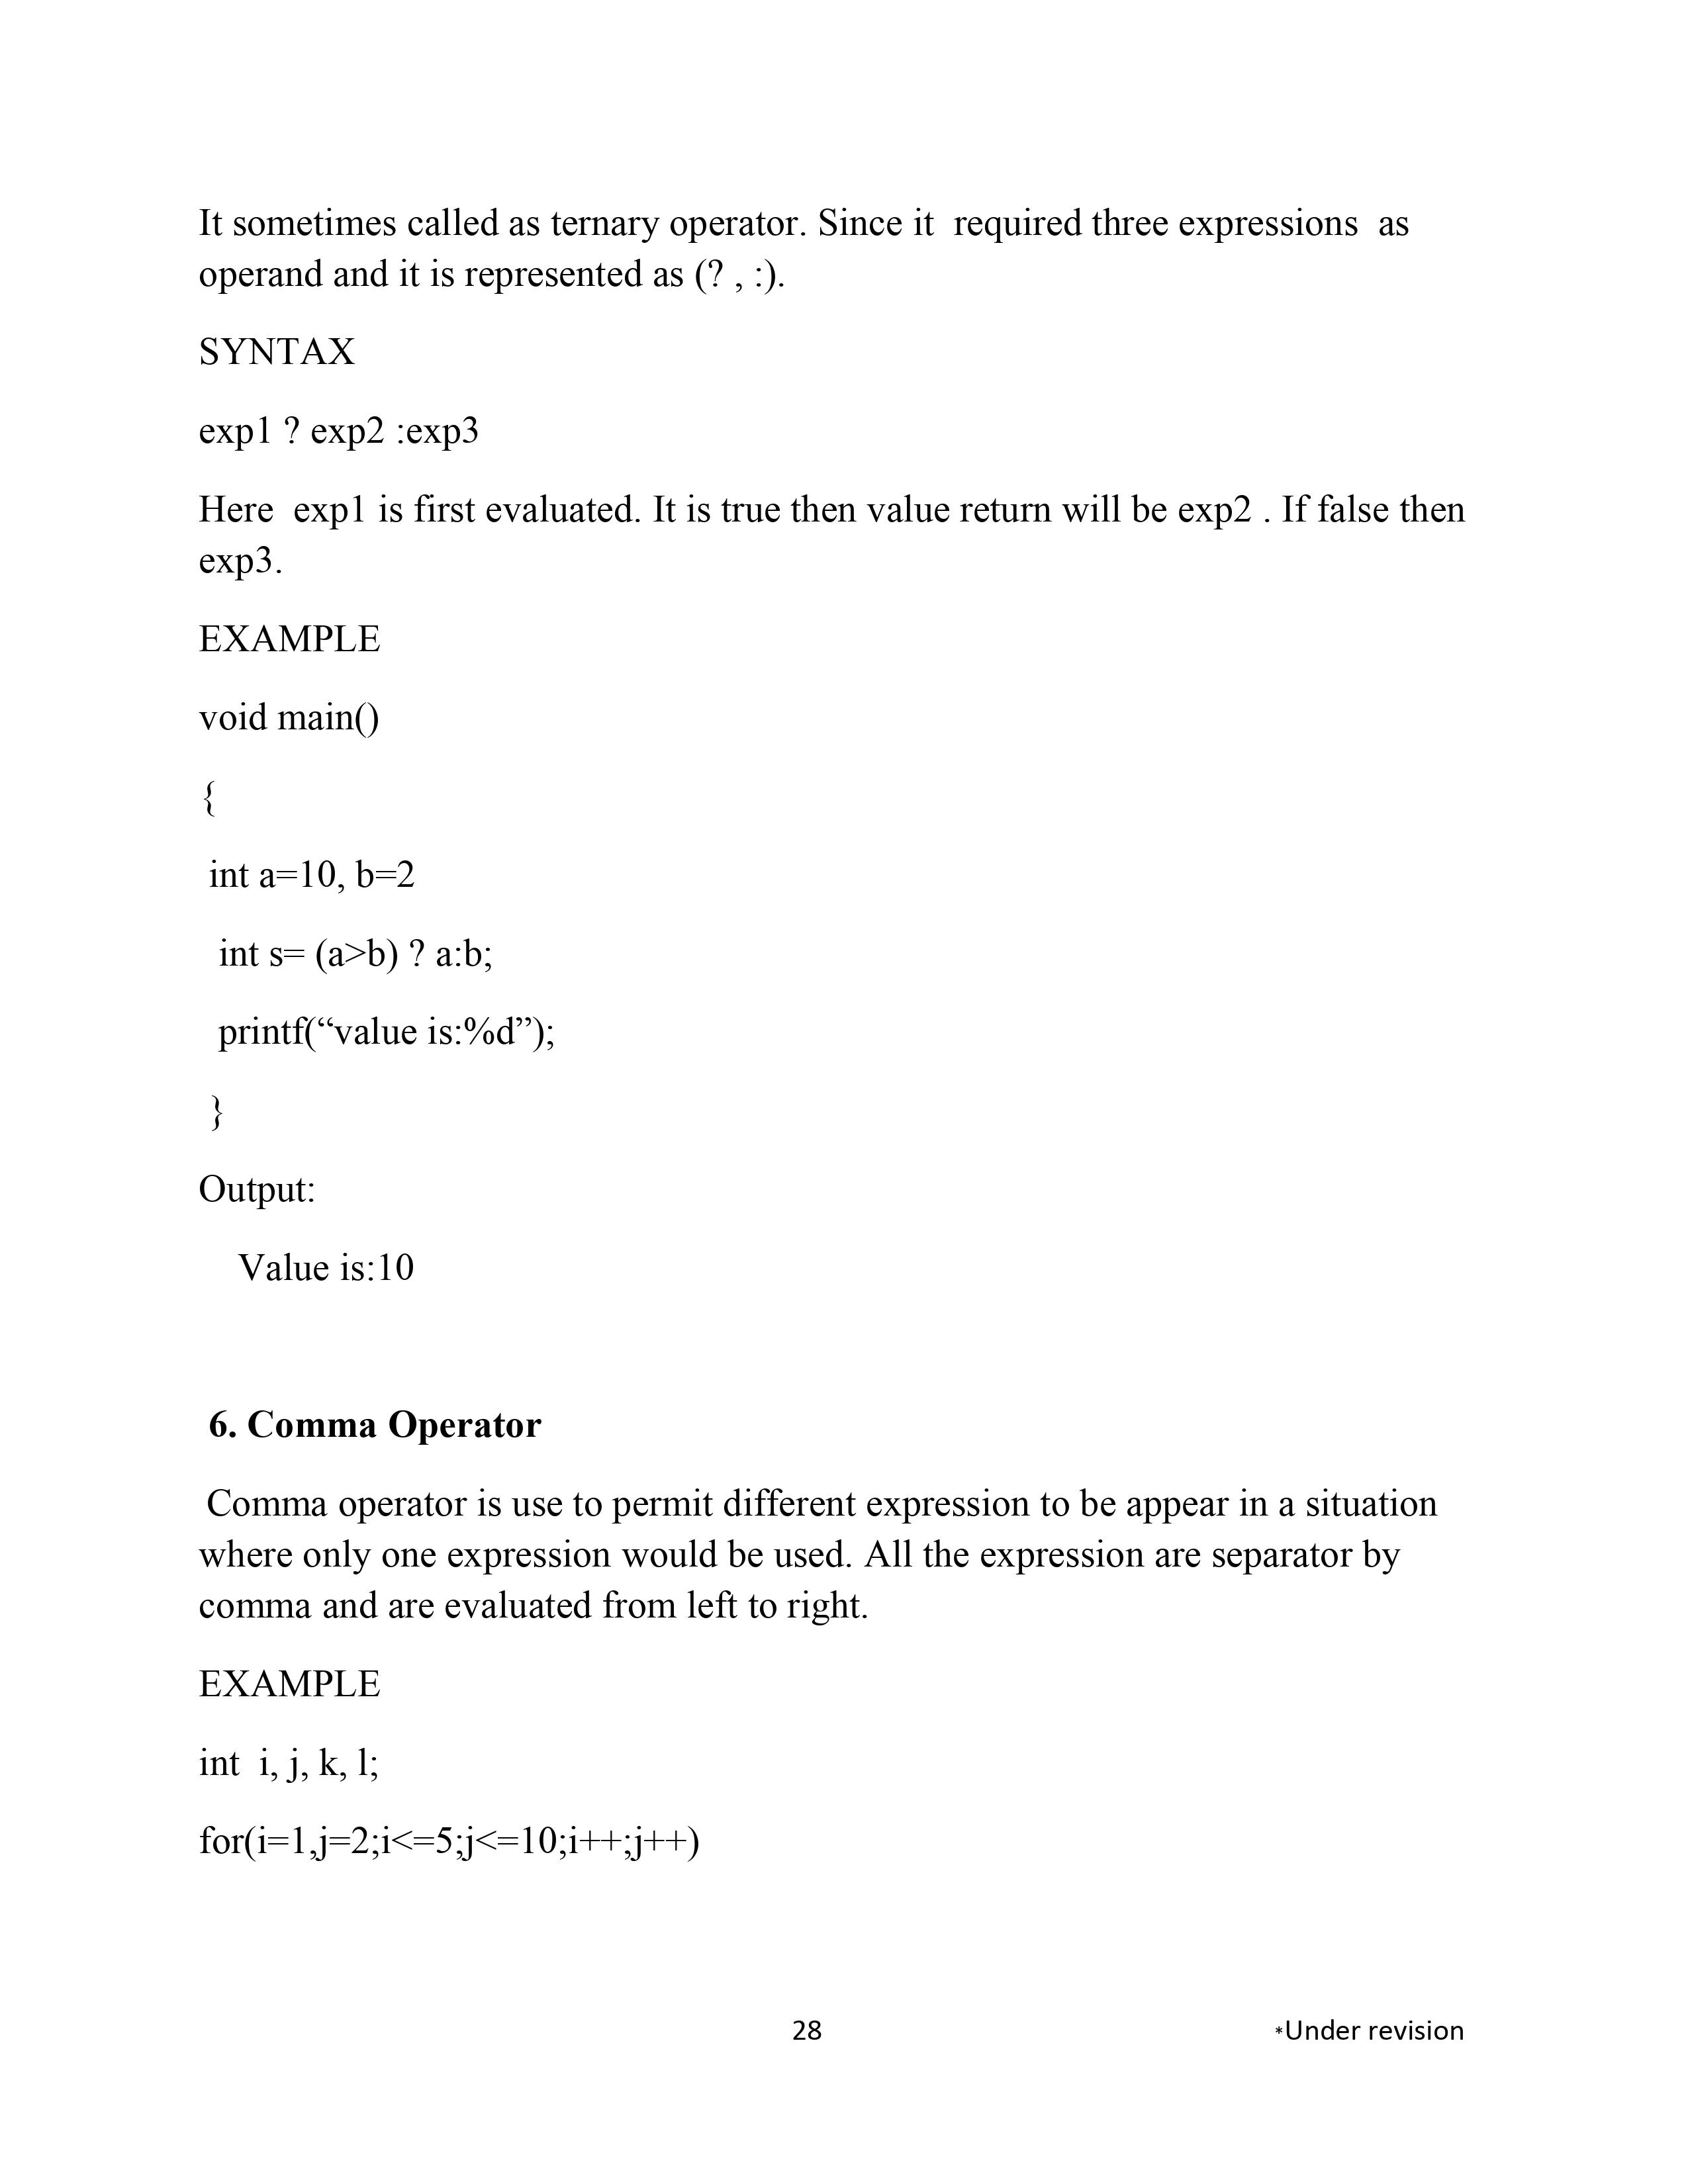 It sometimes called as ternary operator. Since it  required three expressions  as
operand and it is represented as (? , :).
SYNTAX
exp1 ? exp2 :exp3
Here  exp1 is first evaluated. It is true then value return will be exp2 . If false then
exp3.
EXAMPLE
void main()
{
int a=10, b=2
int s= (a>b) ? a:b;
printf(“value is:%d”);
}
Output:
Value is:10
6. Comma Operator
Comma operator is use to permit different expression to be appear in a situation
where only one expression would be used. All the expression are separator by
comma and are evaluated from left to right.
EXAMPLE
int  i, j, k, l;
for(i=1,j=2;i<=5;j<=10;i++;j++)
28 *Under revision